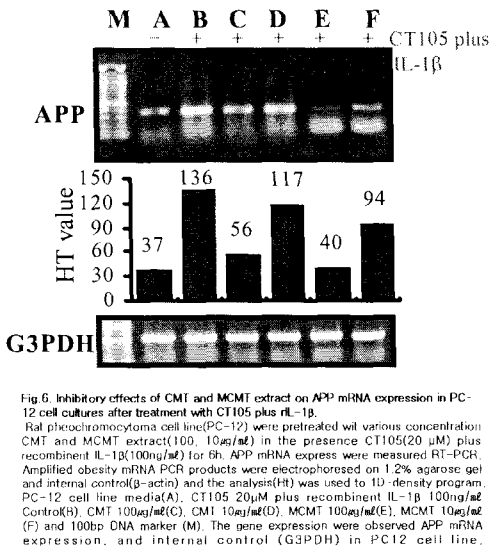 M A B C D E F
– + + + + + CT105 plus
IL-1β
APP
150
120
90
60
30
0
HT value
37
136
56
117
40
94
G3PDH
Fig.6. Inhibitory effects of CMT and MCMT extract on APP mRNA expression in PC-
12 cell cultures after treatment with CT105 plus rIL-1β.
Rat pheochromocytoma cell line(PC-12) were pretreated wit various concentration
CMT and MCMT extract(100, 10㎍/㎖) in the presence CT105(20 μM) plus
recombinent IL-1β(100ng/㎖) for 6h. APP mRNA express were measured RT-PCR.
Amplified obesity mRNA PCR products were electrophoresed on 1.2% agarose gel
and internal control(β-actin) and the analysis(Ht) was used to 1D-density program.
PC-12 cell line media(A). CT105 20μM plus recombinent IL-1β 100ng/㎖
Control(B). CMT 100㎍/㎖(C), CMT 10㎍/㎖(D), MCMT 100㎍/㎖(E), MCMT 10㎍/㎖
(F) and 100bp DNA marker (M). The gene expression were observed APP mRNA
expression, and internal control (G3PDH) in PC12 cell line,